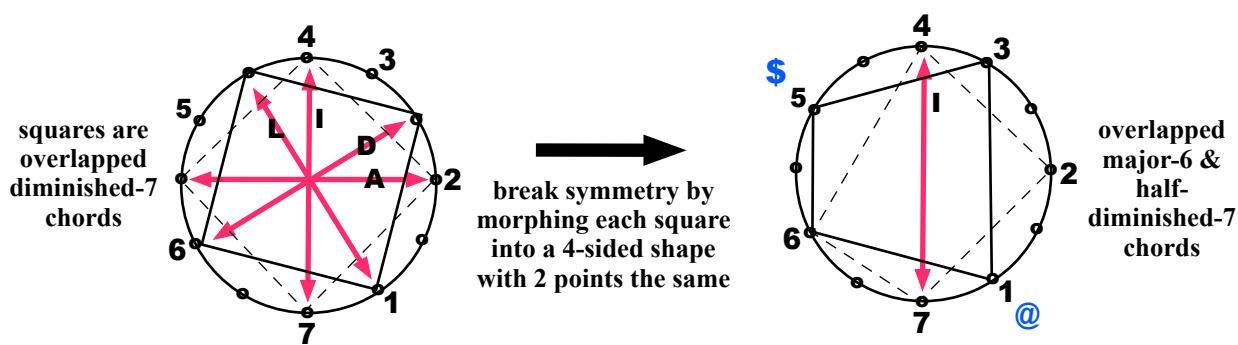 squares are
overlapped
diminished-7
chords
4
3
5
L
I
D
A
2
6
1
7
break symmetry by
morphing each square
into a 4-sided shape
with 2 points the same
4
3
$
5
I
2
6
1
7
@
overlapped
major-6 &
half-
diminished-7
chords